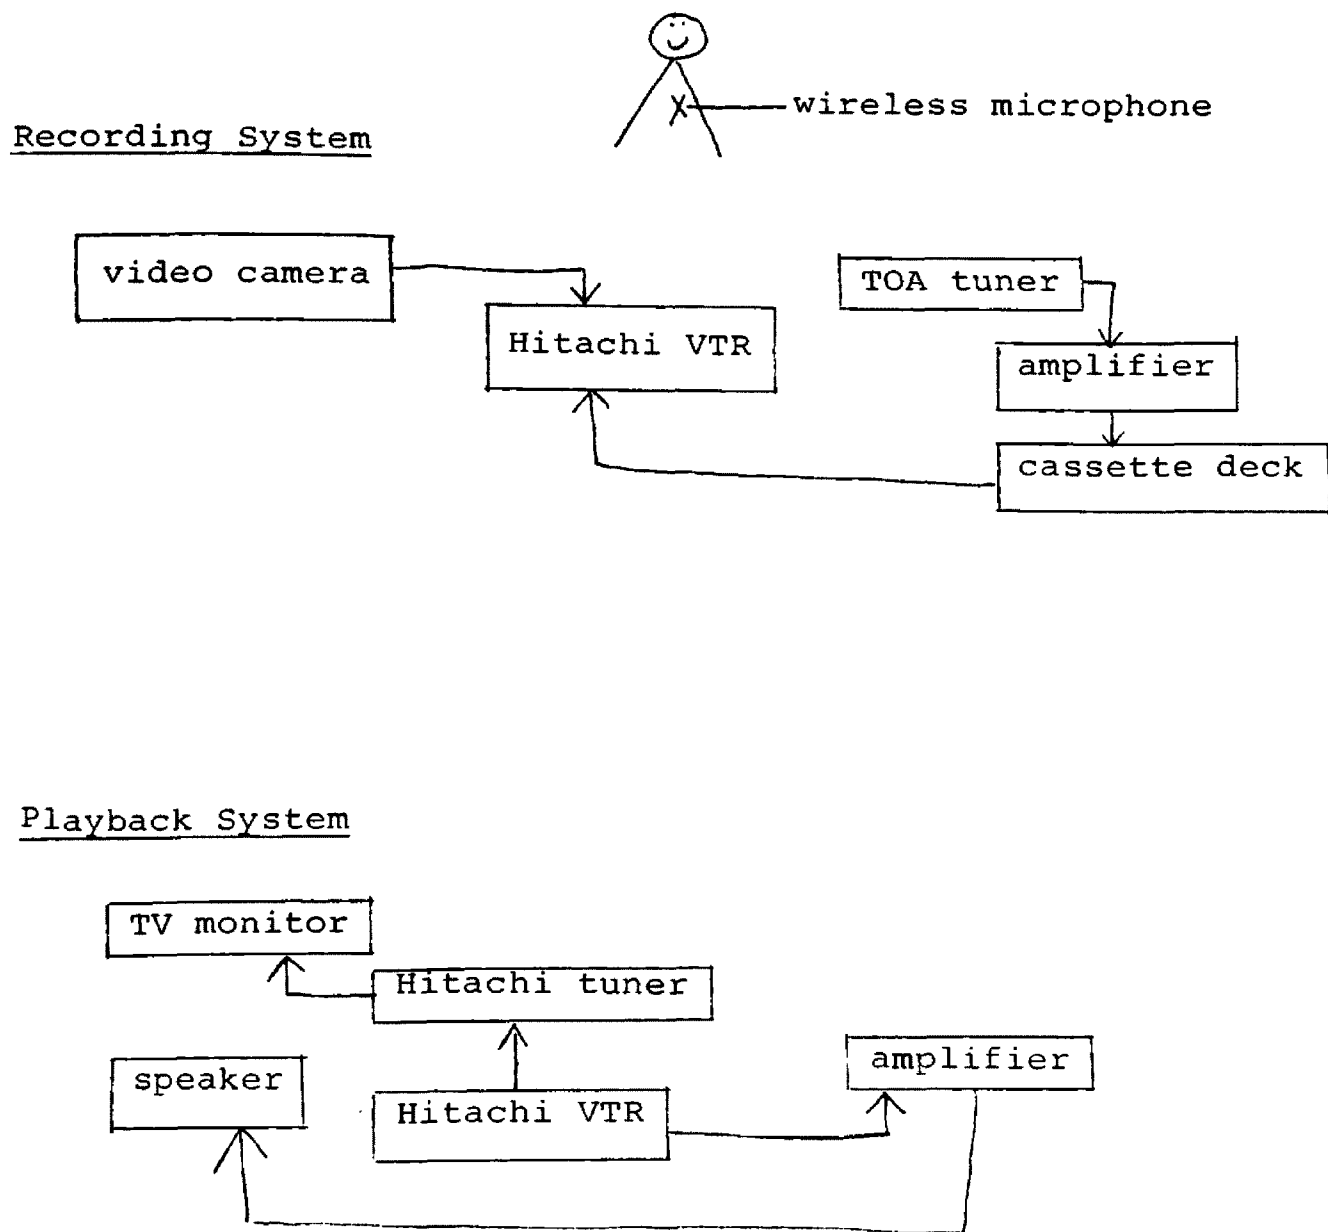 wireless microphone
Recording System
video camera
TOA tuner
Hitachi VTR
amplifier
cassette deck
Playback System
TV monitor
Hitachi tuner
speaker
Hitachi VTR
amplifier